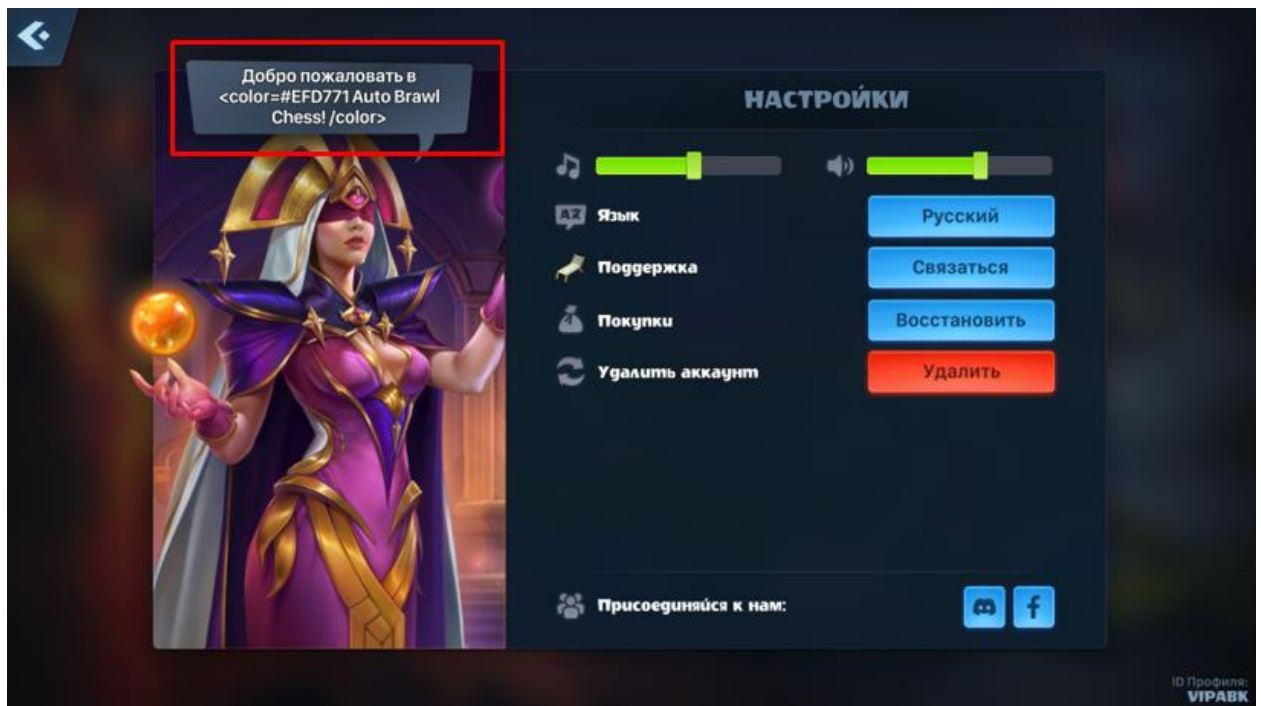 Добро пожаловать в
<color=#EFD771 Auto Brawl
Chess! /color>
НАСТРОЙКИ
AZ Язык
Русский
Поддержка
Связаться
Покупки
Восстановить
Удалить аккаунт
Удалить
Присоединяйся к нам:
ID Профиля:
VIPABK